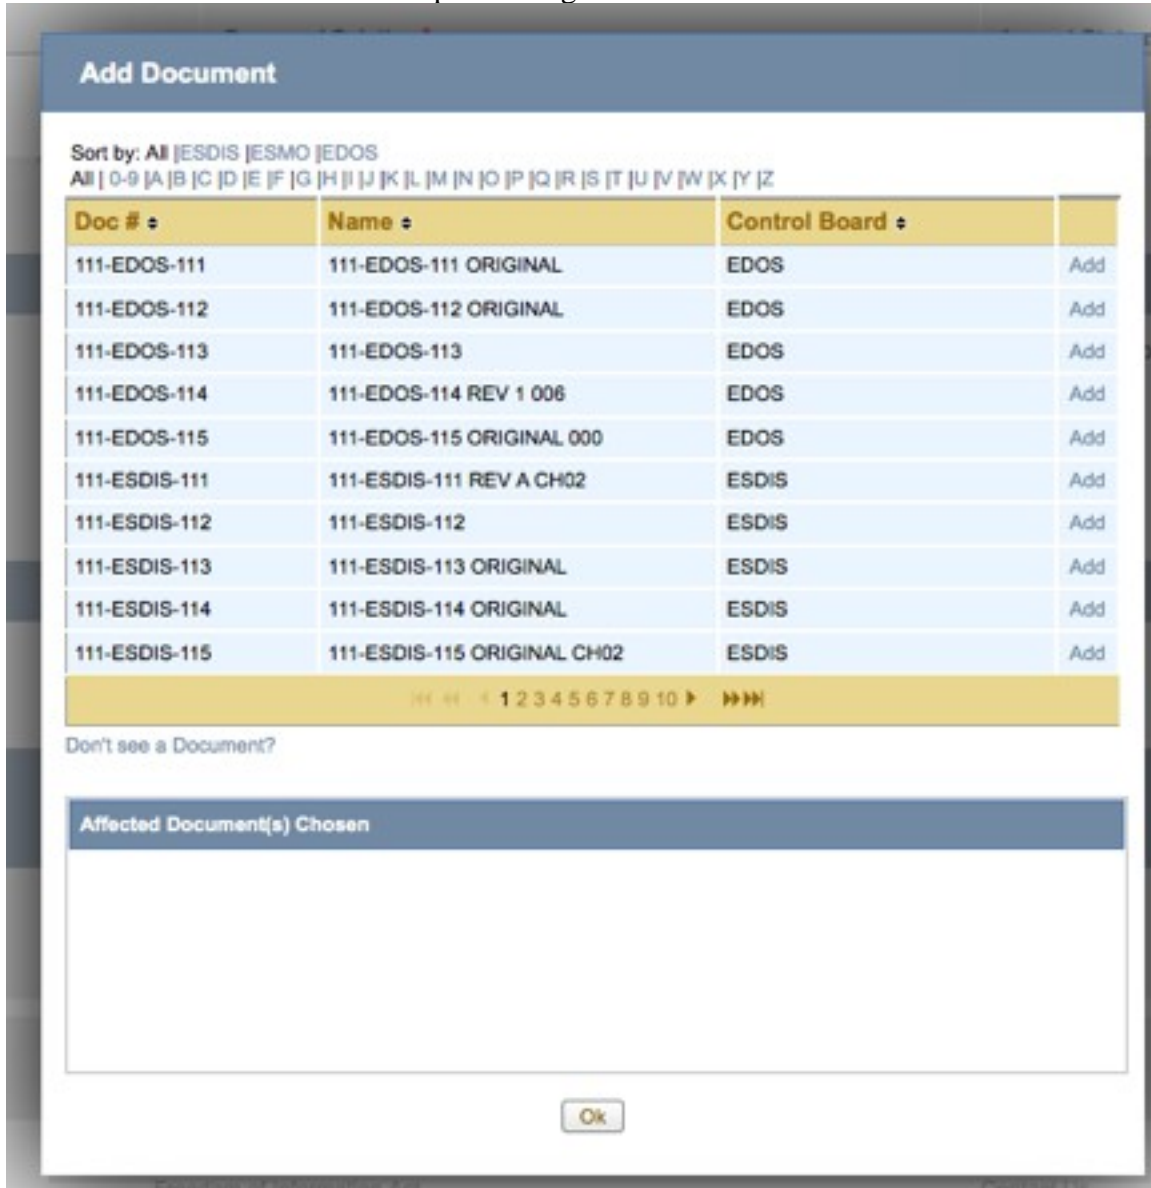 Add Document
Sort by: All |ESDIS |ESMO |EDOS
All | 0-9 |A |B |C |D |E |F |G |H |I |J |K |L |M |N |O |P |Q |R |S |T |U |V |W |X |Y |Z
Doc # Name Control Board
111-EDOS-111 111-EDOS-111 ORIGINAL EDOS Add
111-EDOS-112 111-EDOS-112 ORIGINAL EDOS Add
111-EDOS-113 111-EDOS-113 EDOS Add
111-EDOS-114 111-EDOS-114 REV 1 006 EDOS Add
111-EDOS-115 111-EDOS-115 ORIGINAL 000 EDOS Add
111-ESDIS-111 111-ESDIS-111 REV A CH02 ESDIS Add
111-ESDIS-112 111-ESDIS-112 ESDIS Add
111-ESDIS-113 111-ESDIS-113 ORIGINAL ESDIS Add
111-ESDIS-114 111-ESDIS-114 ORIGINAL ESDIS Add
111-ESDIS-115 111-ESDIS-115 ORIGINAL CH02 ESDIS Add
1 2 3 4 5 6 7 8 9 10
Don't see a Document?
Affected Document(s) Chosen
Ok